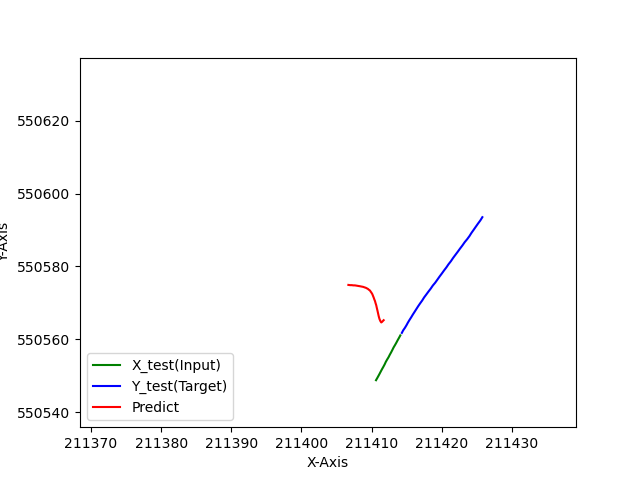 550620
550600
550580
550560
550540
Y-Axis
X_test(Input)
Y_test(Target)
Predict
211370 211380 211390 211400 211410 211420 211430
X-Axis